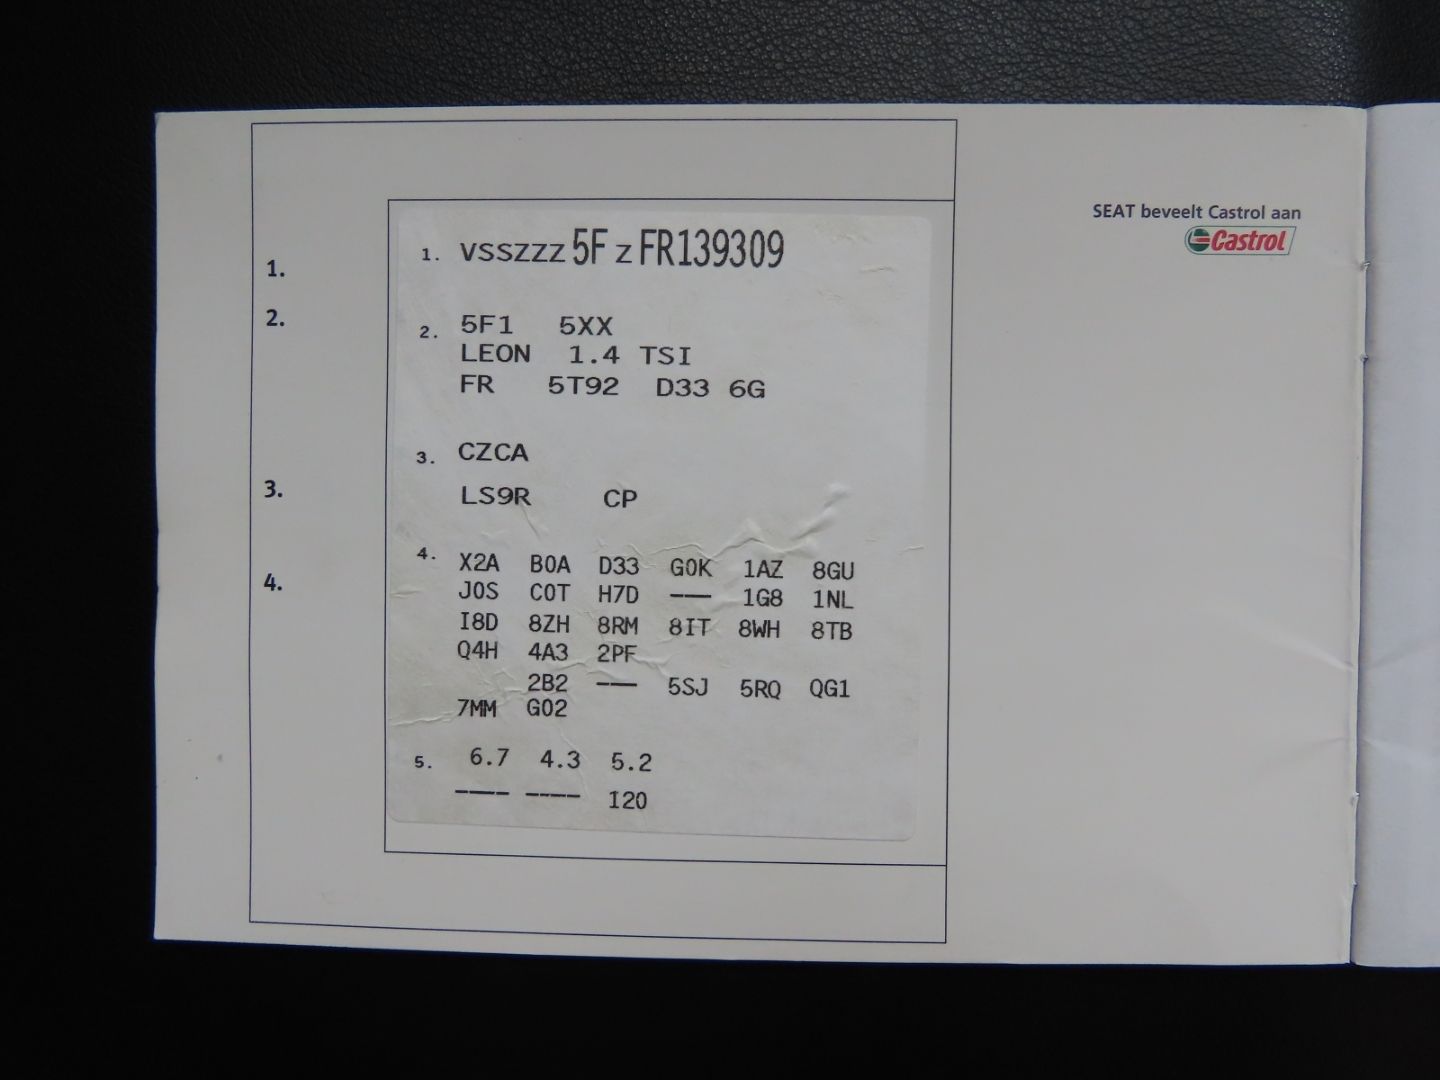 SEAT beveelt Castrol aan
Castrol
1.
2.
3.
4.
1. VSSZZZ5FZFR139309
2. 5F1 5XX
LEON 1.4 TSI
FR 5T92 D33 6G
3. CZCA
LS9R CP
4. X2A B0A D33 G0K 1AZ 8GU
J0S C0T H7D --- 1G8 1NL
I8D 8ZH 8RM 8IT 8WH 8TB
Q4H 4A3 2PF
2B2 --- 5SJ 5RQ QG1
7MM G02
5. 6.7 4.3 5.2
---- ---- 120